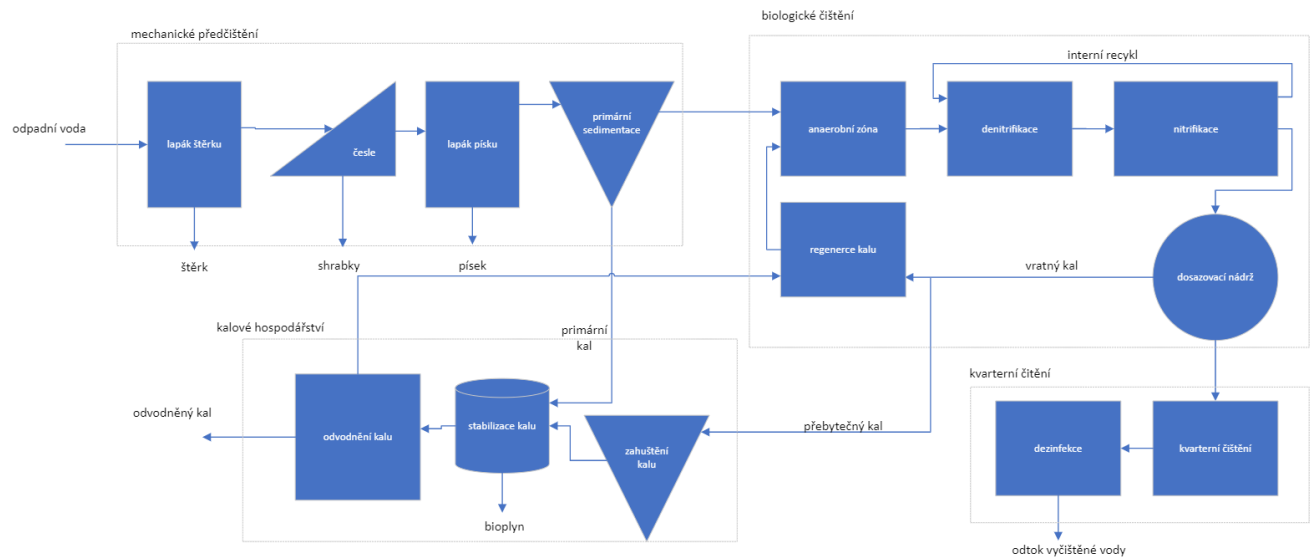 biologické čištění
mechanické předčištění
interní recykl
odpadní voda
lapák štěrku
česle
lapák písku
primární
sedimentace
anaerobní zóna
denitrifikace
nitrifikace
štěrk
shrabky
písek
regenerce kalu
vratný kal
dosazovací nádrž
kalové hospodářství
primární
kal
kvarterní čitění
odvodněný kal
odvodnění kalu
stabilizace kalu
zahuštění
kalu
přebytečný kal
dezinfekce
kvarterní čištění
bioplyn
odtok vyčištěné vody